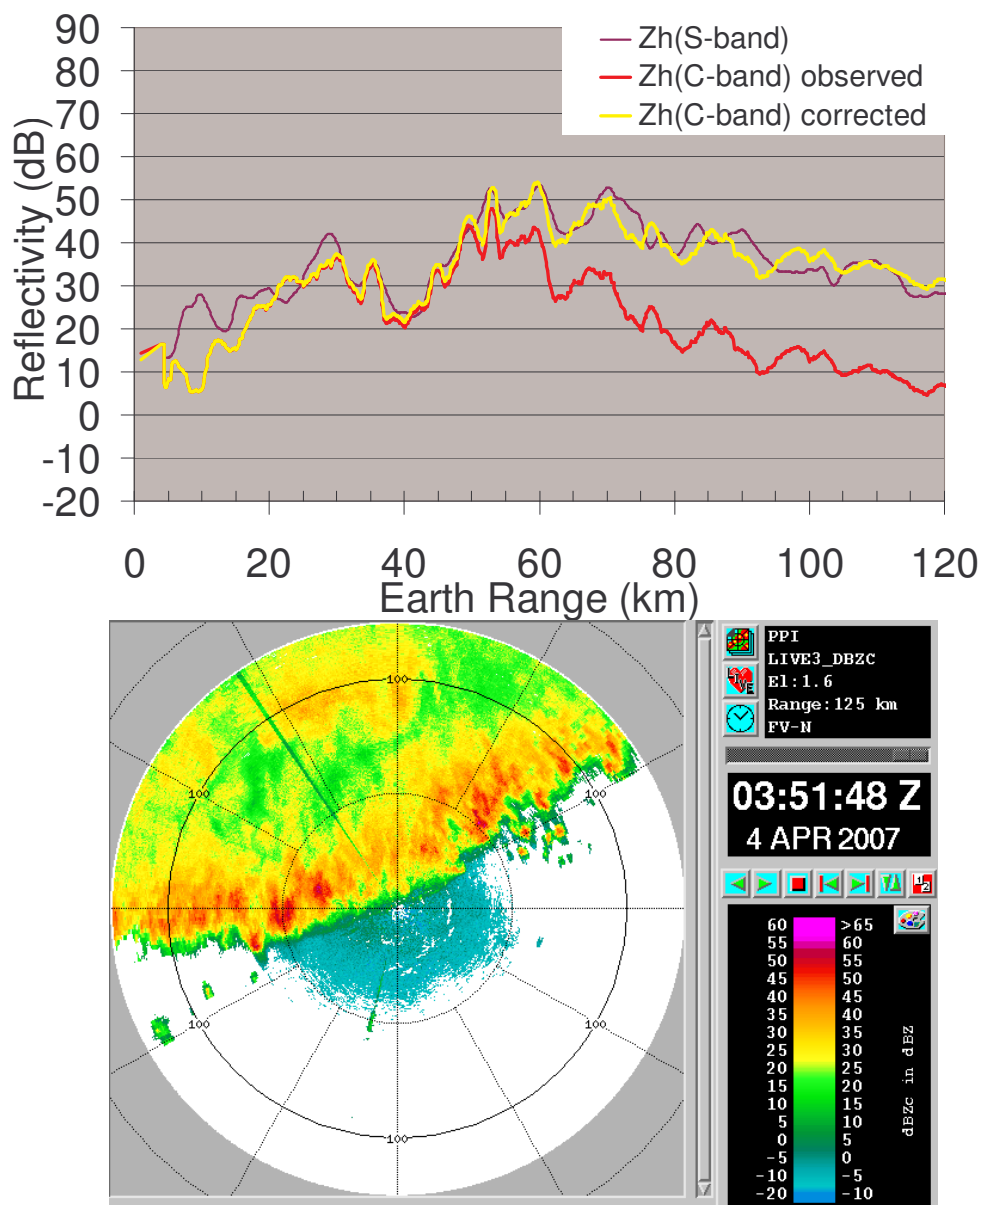 90
80
70
60
50
40
30
20
10
0
-10
-20
Reflectivity (dB)
Zh(S-band)
Zh(C-band) observed
Zh(C-band) corrected
0 20 40 60 80 100 120
Earth Range (km)
100
100
100
100
100
100
PPI
LIVE3_DBZC
El:1.6
Range:125 km
FV-N
LIVE
03:51:48 Z
4 APR 2007
1 2
60 >65
55 60
50 55
45 50
40 45
35 40
30 35
25 30
20 25
15 20
10 15
5 10
0 5
-5 0
-10 -5
-20 -10
dBZc in dBZ